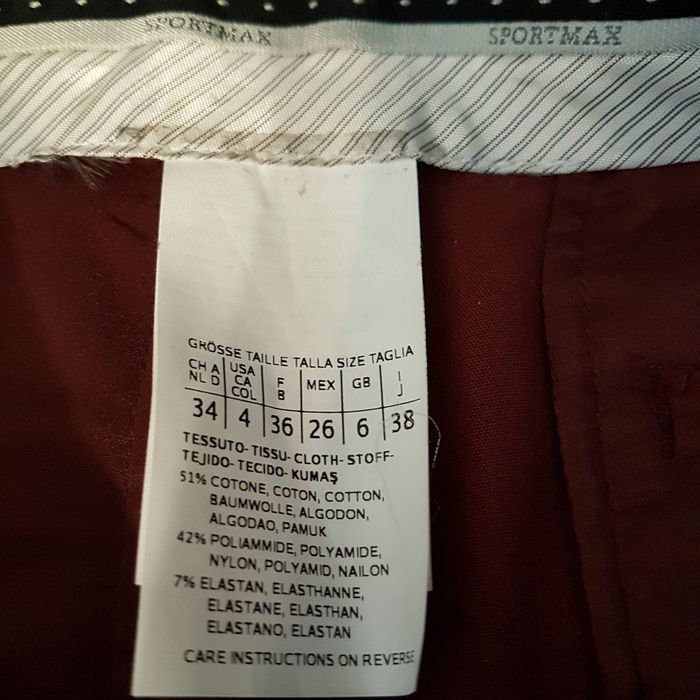 SPORTMAX SPORTMAX
GRÖSSE TAILLE TALLA SIZE TAGLIA
CH A USA F MEX GB I
NL D CA B J
COL
34 4 36 26 6 38
TESSUTO-TISSU-CLOTH-STOFF-
TEJIDO-TECIDO-KUMAŞ
51% COTONE, COTON, COTTON,
BAUMWOLLE, ALGODON,
ALGODAO, PAMUK
42% POLIAMMIDE, POLYAMIDE,
NYLON, POLYAMID, NAILON
7% ELASTAN, ELASTHANNE,
ELASTANE, ELASTHAN,
ELASTANO, ELASTAN
CARE INSTRUCTIONS ON REVERSE